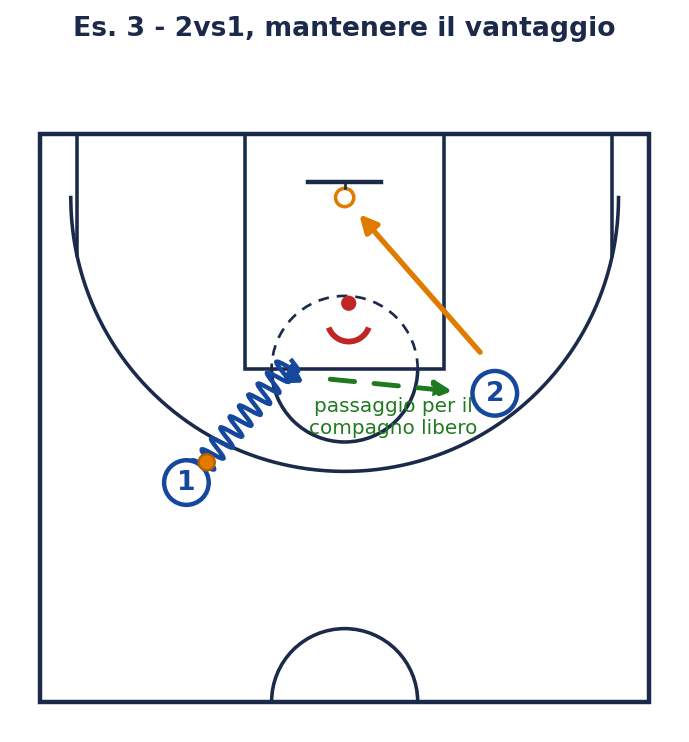 Es. 3 - 2vs1, mantenere il vantaggio
2
passaggio per il
compagno libero
1